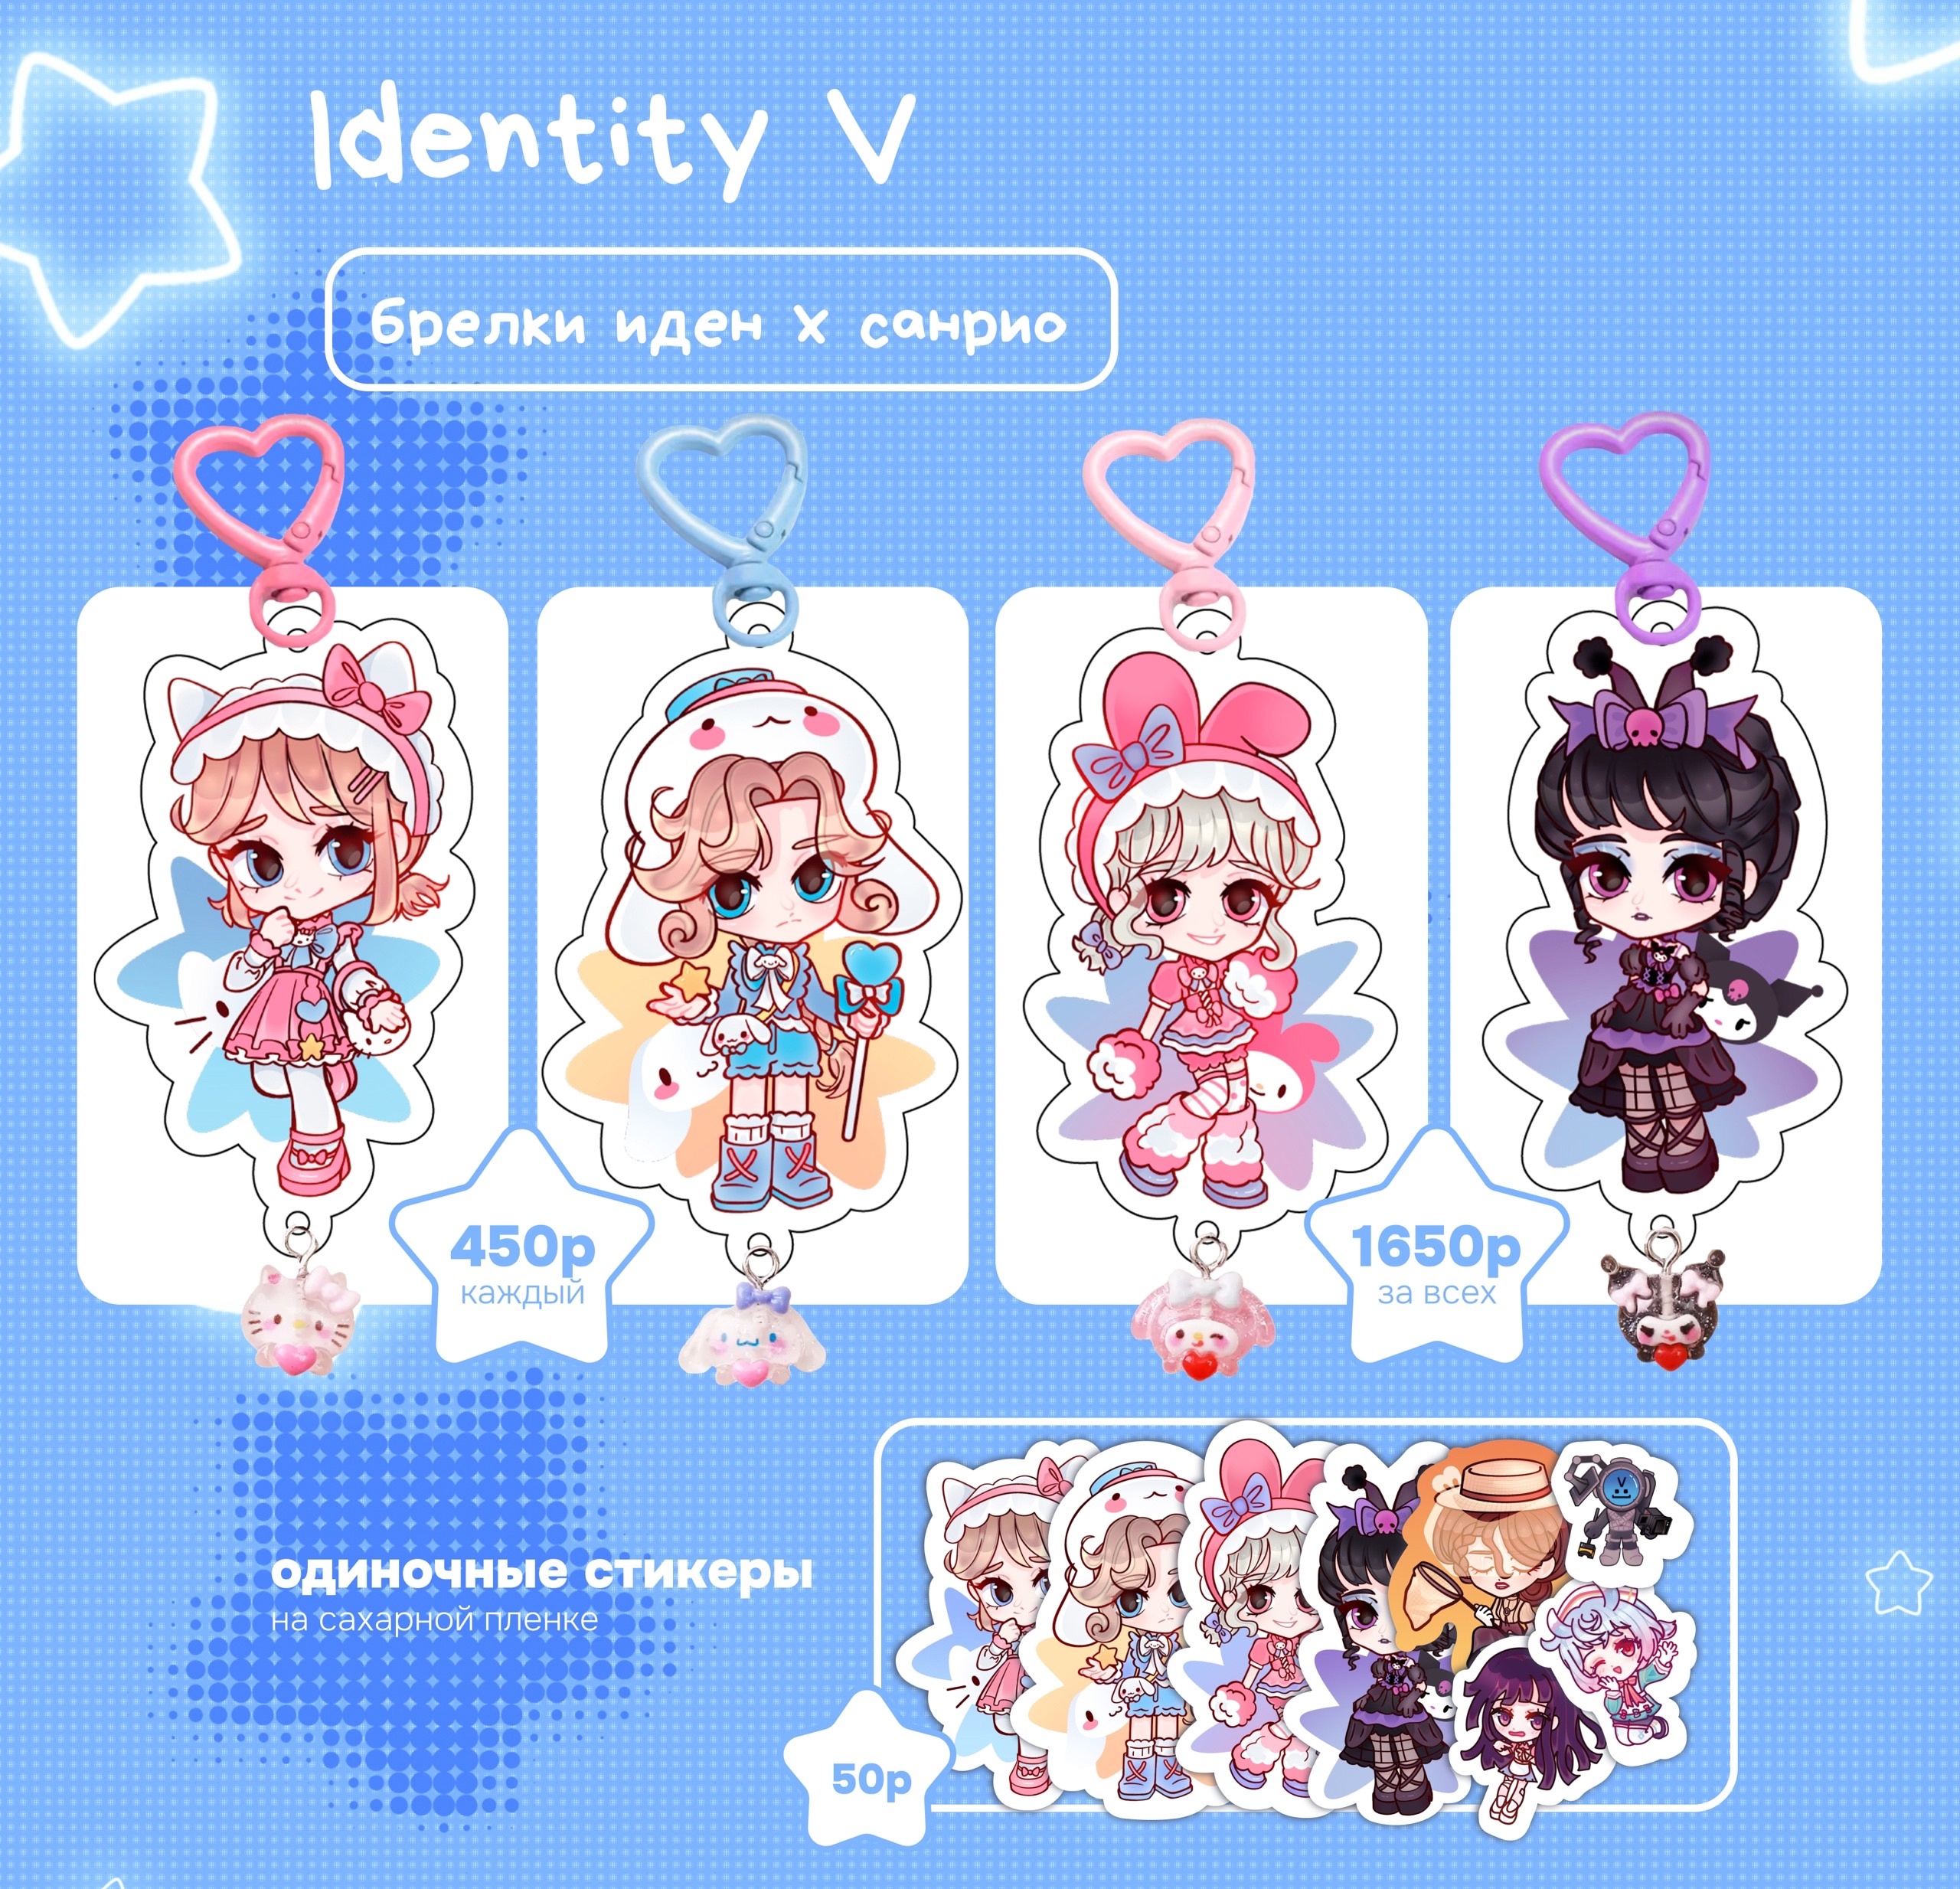 Identity V
брелки иден х санрио
450р
каждый
1650р
за всех
одиночные стикеры
на сахарной пленке
50р